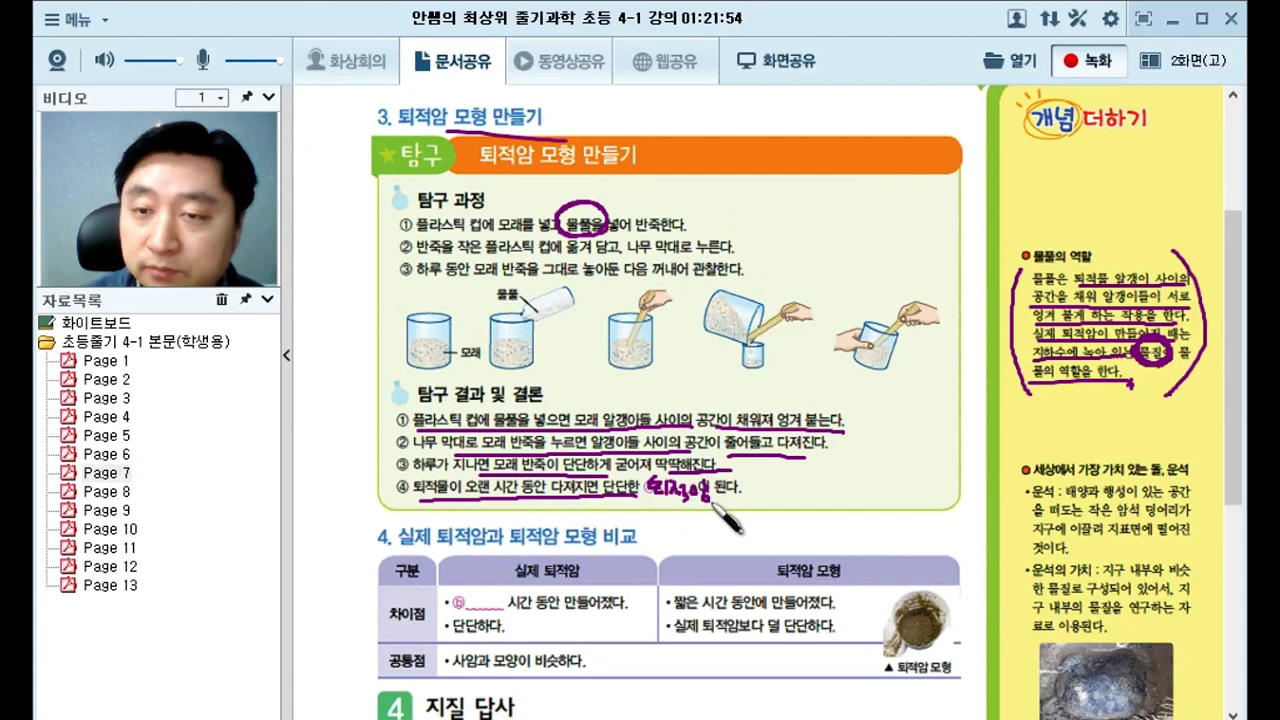 메뉴
안쌤의 최상위 줄기과학 초등 4-1 강의 01:21:54
화상회의
문서공유
동영상공유
웹공유
화면공유
열기
녹화
2화면(고)
비디오
1
자료목록
화이트보드
초등줄기 4-1 본문(학생용)
Page 1
Page 2
Page 3
Page 4
Page 5
Page 6
Page 7
Page 8
Page 9
Page 10
Page 11
Page 12
Page 13
3. 퇴적암 모형 만들기
탐구 퇴적암 모형 만들기
탐구 과정
① 플라스틱 컵에 모래를 넣고 물풀을 넣어 반죽한다.
② 반죽을 작은 플라스틱 컵에 옮겨 담고, 나무 막대로 누른다.
③ 하루 동안 모래 반죽을 그대로 놓아둔 다음 꺼내어 관찰한다.
물풀
모래
탐구 결과 및 결론
① 플라스틱 컵에 물풀을 넣으면 모래 알갱이들 사이의 공간이 채워져 엉겨 붙는다.
② 나무 막대로 모래 반죽을 누르면 알갱이들 사이의 공간이 줄어들고 다져진다.
③ 하루가 지나면 모래 반죽이 단단하게 굳어져 딱딱해진다.
④ 퇴적물이 오랜 시간 동안 다져지면 단단한 퇴적암이 된다.
4. 실제 퇴적암과 퇴적암 모형 비교
구분 실제 퇴적암 퇴적암 모형
차이점
• ⓑ______ 시간 동안 만들어졌다.
• 단단하다.
• 짧은 시간 동안에 만들어졌다.
• 실제 퇴적암보다 덜 단단하다.
▲ 퇴적암 모형
공통점 • 사암과 모양이 비슷하다.
4 지질 답사
개념 더하기
물풀의 역할
물풀은 퇴적물 알갱이 사이의
공간을 채워 알갱이들이 서로
엉겨 붙게 하는 작용을 한다.
실제 퇴적암이 만들어질 때는
지하수에 녹아 있는 물질이 물
풀의 역할을 한다.
세상에서 가장 가치 있는 돌, 운석
• 운석 : 태양과 행성이 있는 공간
을 떠도는 작은 암석 덩어리가
지구에 이끌려 지표면에 떨어진
것이다.
• 운석의 가치 : 지구 내부와 비슷
한 물질로 구성되어 있어서, 지
구 내부의 물질을 연구하는 자
료로 이용된다.